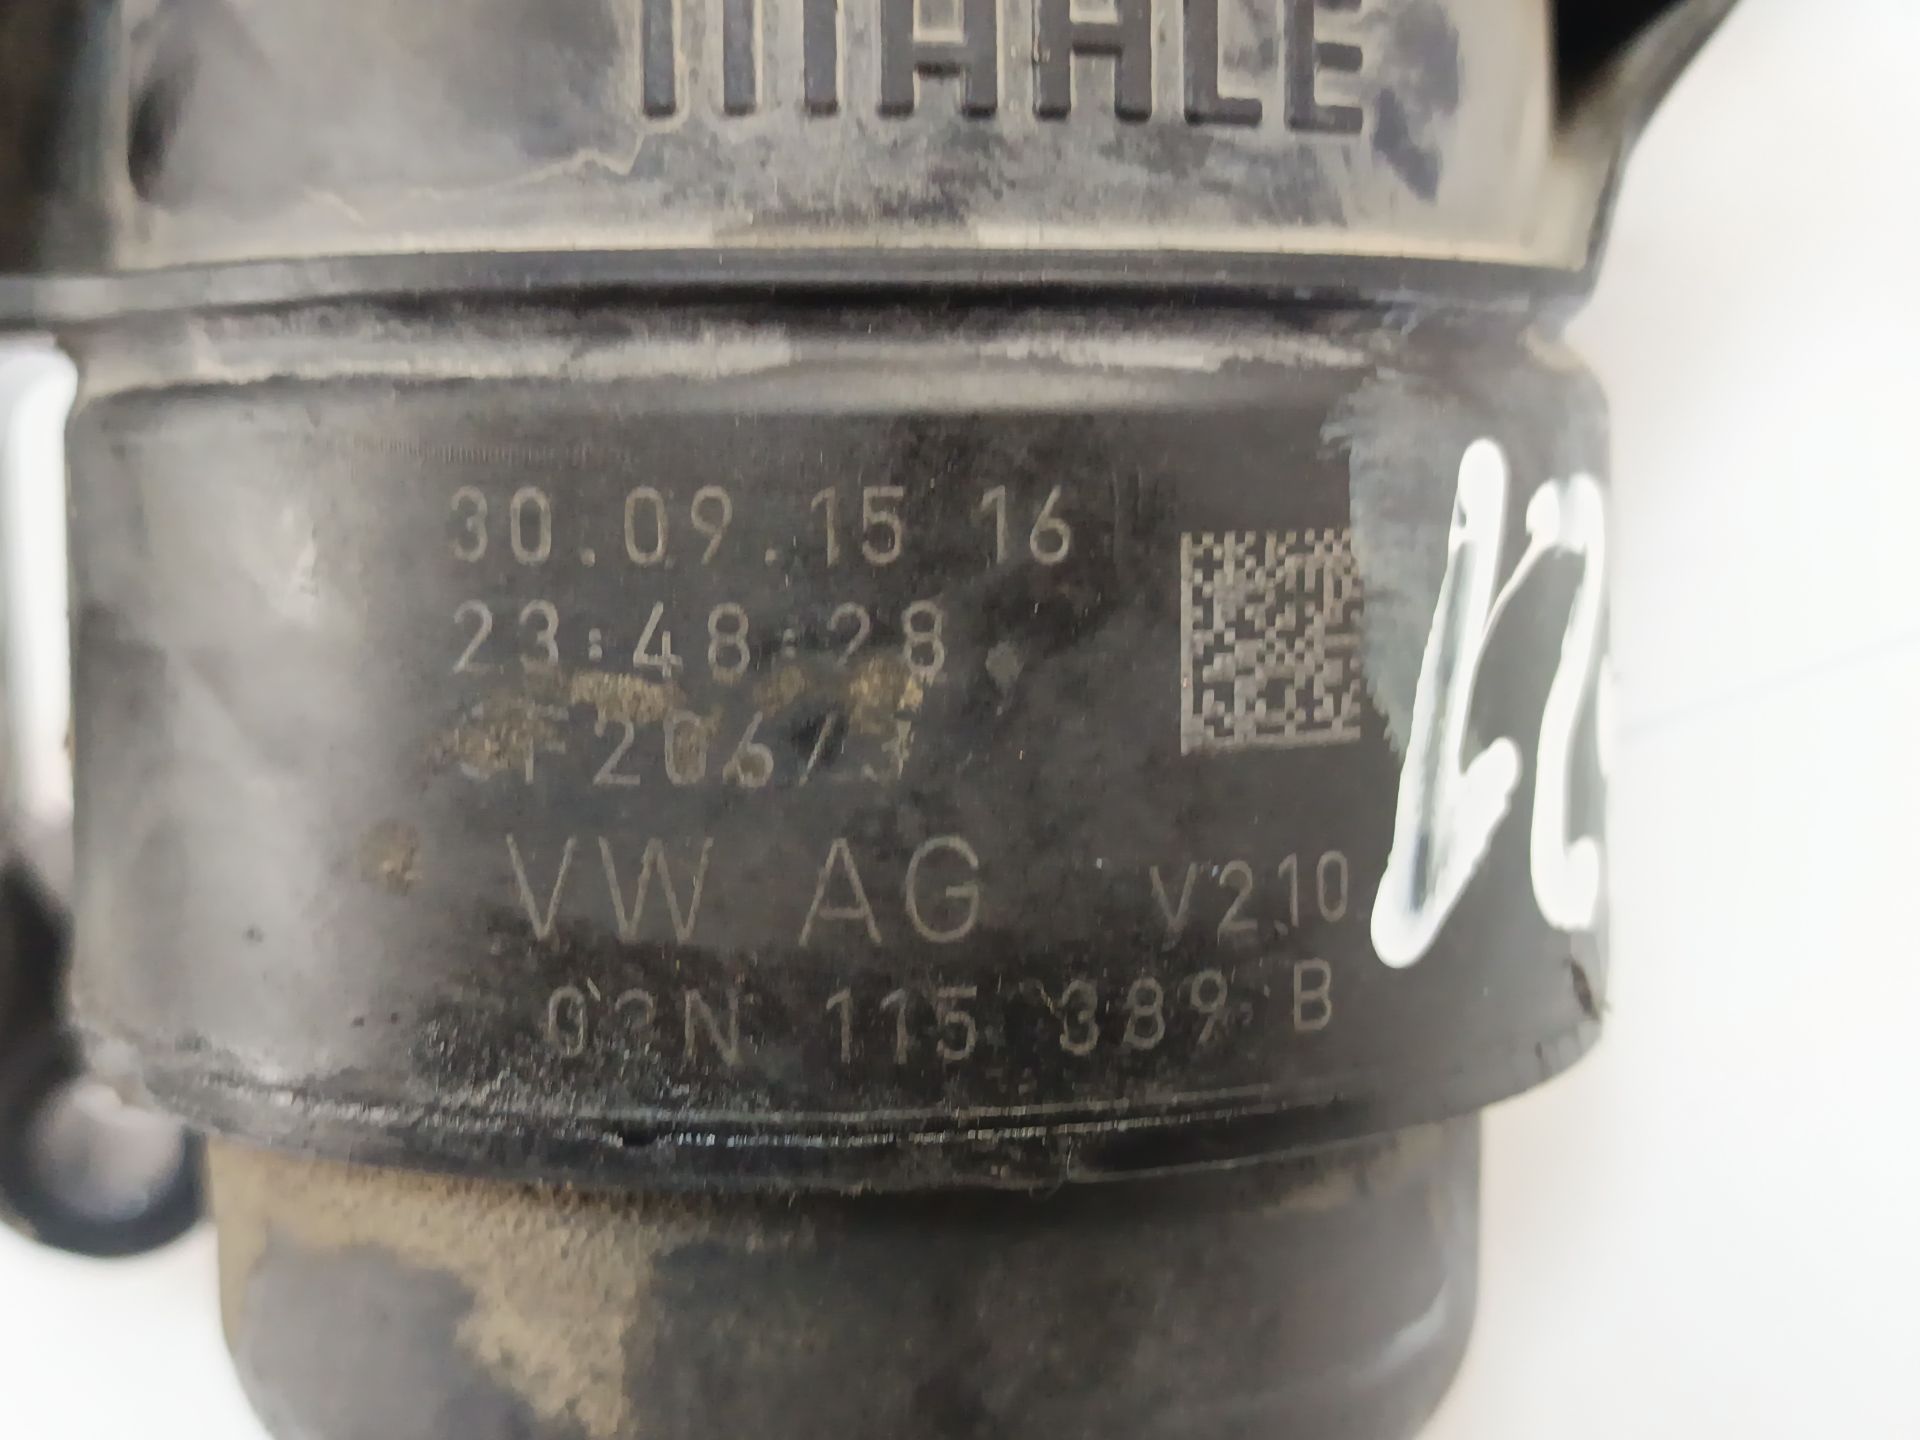 MAHLE
30.09.15 16
23:48:28
VW AG V210
03N 115 389 B